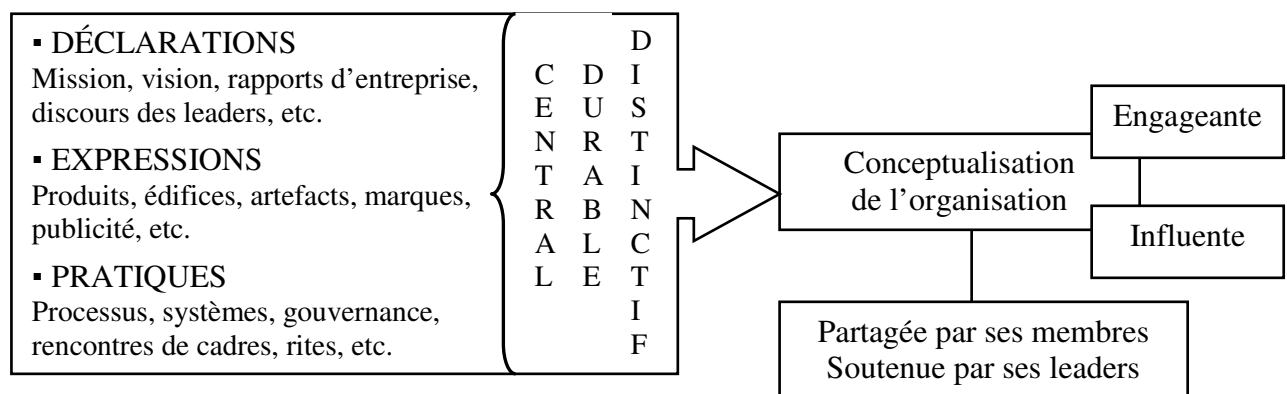 ▪ DÉCLARATIONS
Mission, vision, rapports d’entreprise,
discours des leaders, etc.
▪ EXPRESSIONS
Produits, édifices, artefacts, marques,
publicité, etc.
▪ PRATIQUES
Processus, systèmes, gouvernance,
rencontres de cadres, rites, etc.
CENTRAL
DURABLE
DISTINCTIF
Conceptualisation
de l’organisation
Engageante
Influente
Partagée par ses membres
Soutenue par ses leaders